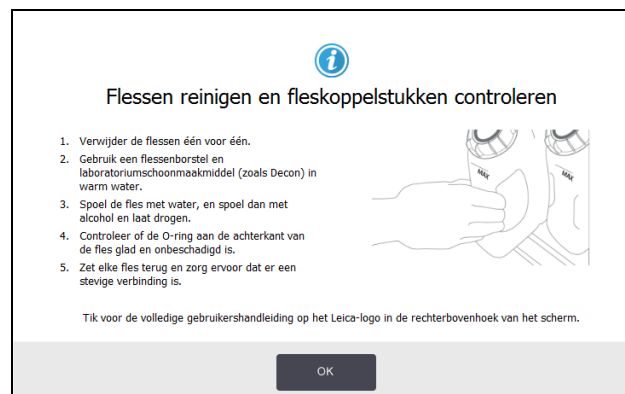 Flessen reinigen en fleskoppelstukken controleren
1. Verwijder de flessen één voor één.
2. Gebruik een flessenborstel en
laboratoriumschoonmaakmiddel (zoals Decon) in
warm water.
3. Spoel de fles met water, en spoel dan met
alcohol en laat drogen.
4. Controleer of de O-ring aan de achterkant van
de fles glad en onbeschadigd is.
5. Zet elke fles terug en zorg ervoor dat er een
stevige verbinding is.
MAX
MAX
Tik voor de volledige gebruikershandleiding op het Leica-logo in de rechterbovenhoek van het scherm.
OK